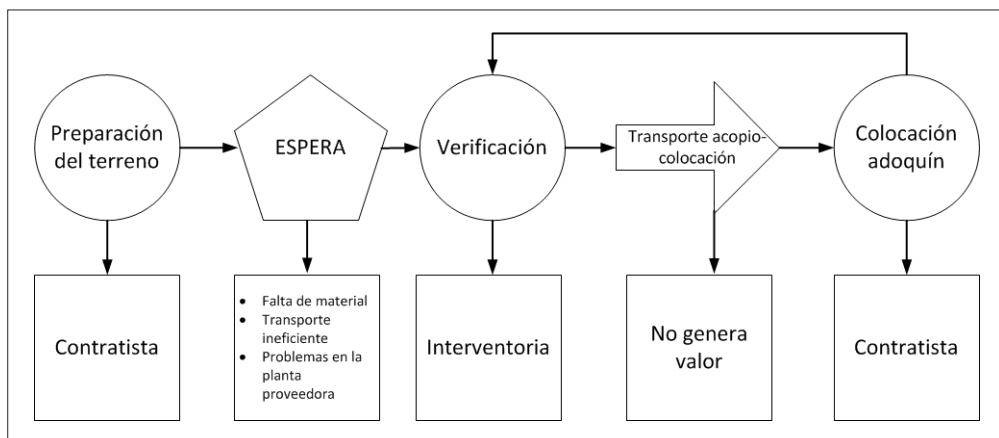 Preparación
del terreno
ESPERA
Verificación
Transporte acopio-
colocación
Colocación
adoquín
Contratista
• Falta de material
• Transporte
ineficiente
• Problemas en la
planta
proveedora
Interventoria
No genera
valor
Contratista